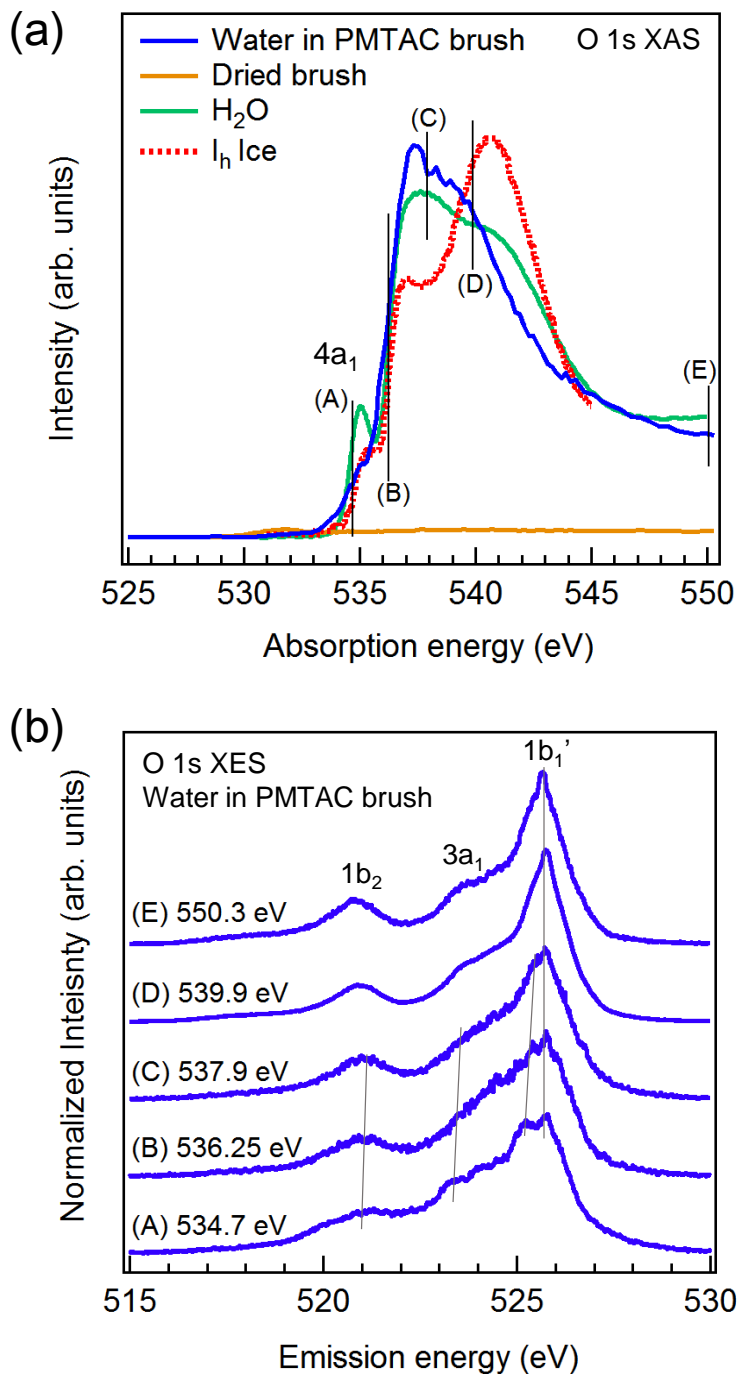 (a)
Water in PMTAC brush
O 1s XAS
Dried brush
H₂O
Iₕ Ice
(C)
(D)
4a₁
(A)
(B)
(E)
Intensity (arb. units)
525 530 535 540 545 550
Absorption energy (eV)
(b)
O 1s XES
Water in PMTAC brush
1b₁’
3a₁
1b₂
(E) 550.3 eV
(D) 539.9 eV
(C) 537.9 eV
(B) 536.25 eV
(A) 534.7 eV
Normalized Inteisnty (arb. units)
515 520 525 530
Emission energy (eV)